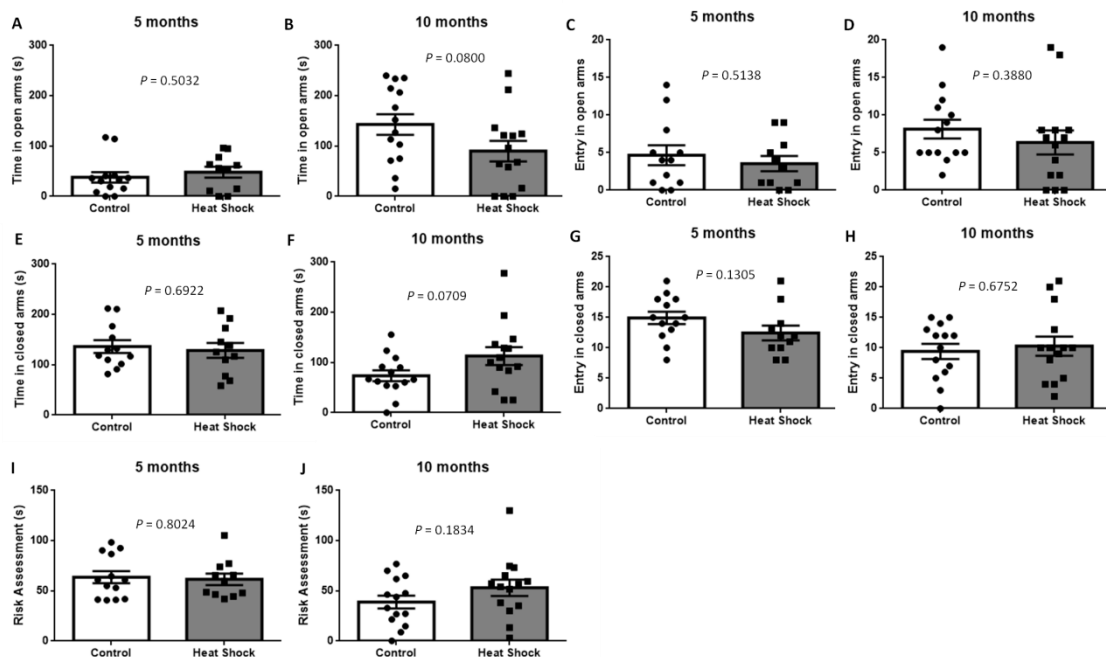 A
5 months
Time in open arms (s)
300
200
100
0
P = 0.5032
Control
Heat Shock
B
10 months
Time in open arms (s)
300
200
100
0
P = 0.0800
Control
Heat Shock
C
5 months
Entry in open arms
20
15
10
5
0
P = 0.5138
Control
Heat Shock
D
10 months
Entry in open arms
20
15
10
5
0
P = 0.3880
Control
Heat Shock
E
5 months
Time in closed arms (s)
300
200
100
0
P = 0.6922
Control
Heat Shock
F
10 months
Time in closed arms (s)
300
200
100
0
P = 0.0709
Control
Heat Shock
G
5 months
Entry in closed arms
25
20
15
10
5
0
P = 0.1305
Control
Heat Shock
H
10 months
Entry in closed arms
25
20
15
10
5
0
P = 0.6752
Control
Heat Shock
I
5 months
Risk Assessment (s)
150
100
50
0
P = 0.8024
Control
Heat Shock
J
10 months
Risk Assessment (s)
150
100
50
0
P = 0.1834
Control
Heat Shock